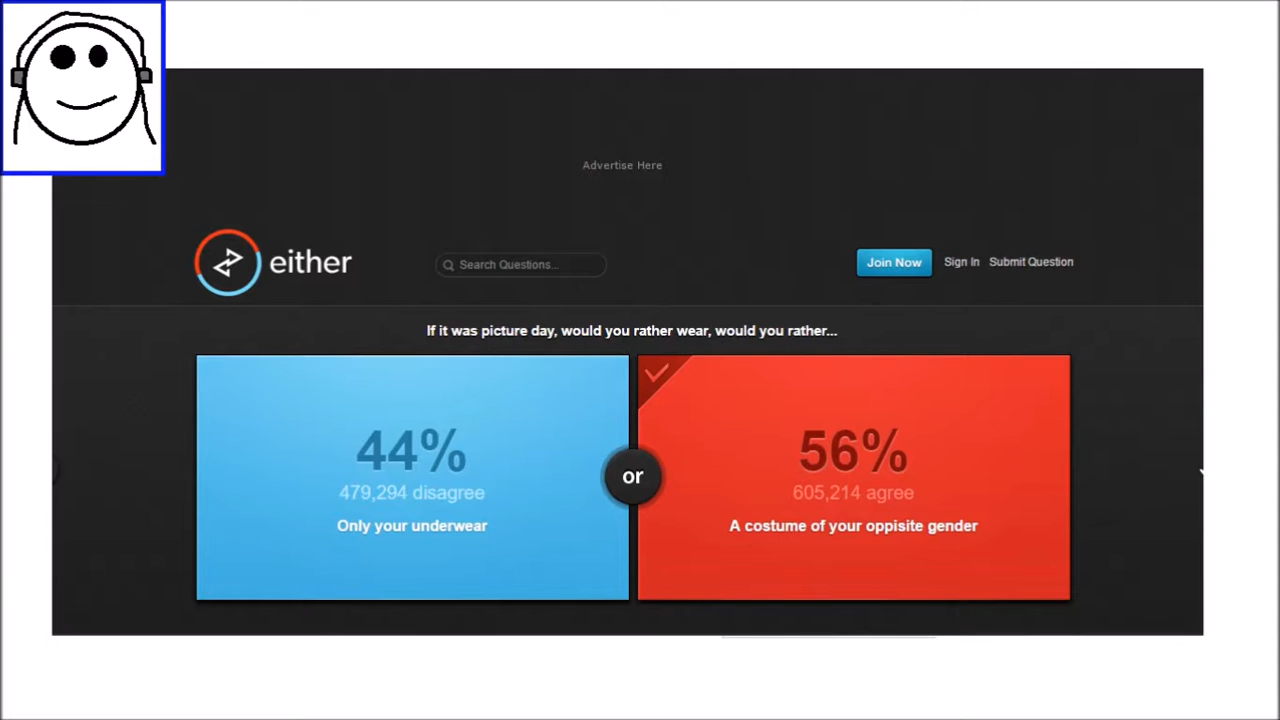 Advertise Here
either
Search Questions...
Join Now
Sign In
Submit Question
If it was picture day, would you rather wear, would you rather...
44%
479,294 disagree
Only your underwear
or
56%
605,214 agree
A costume of your oppisite gender